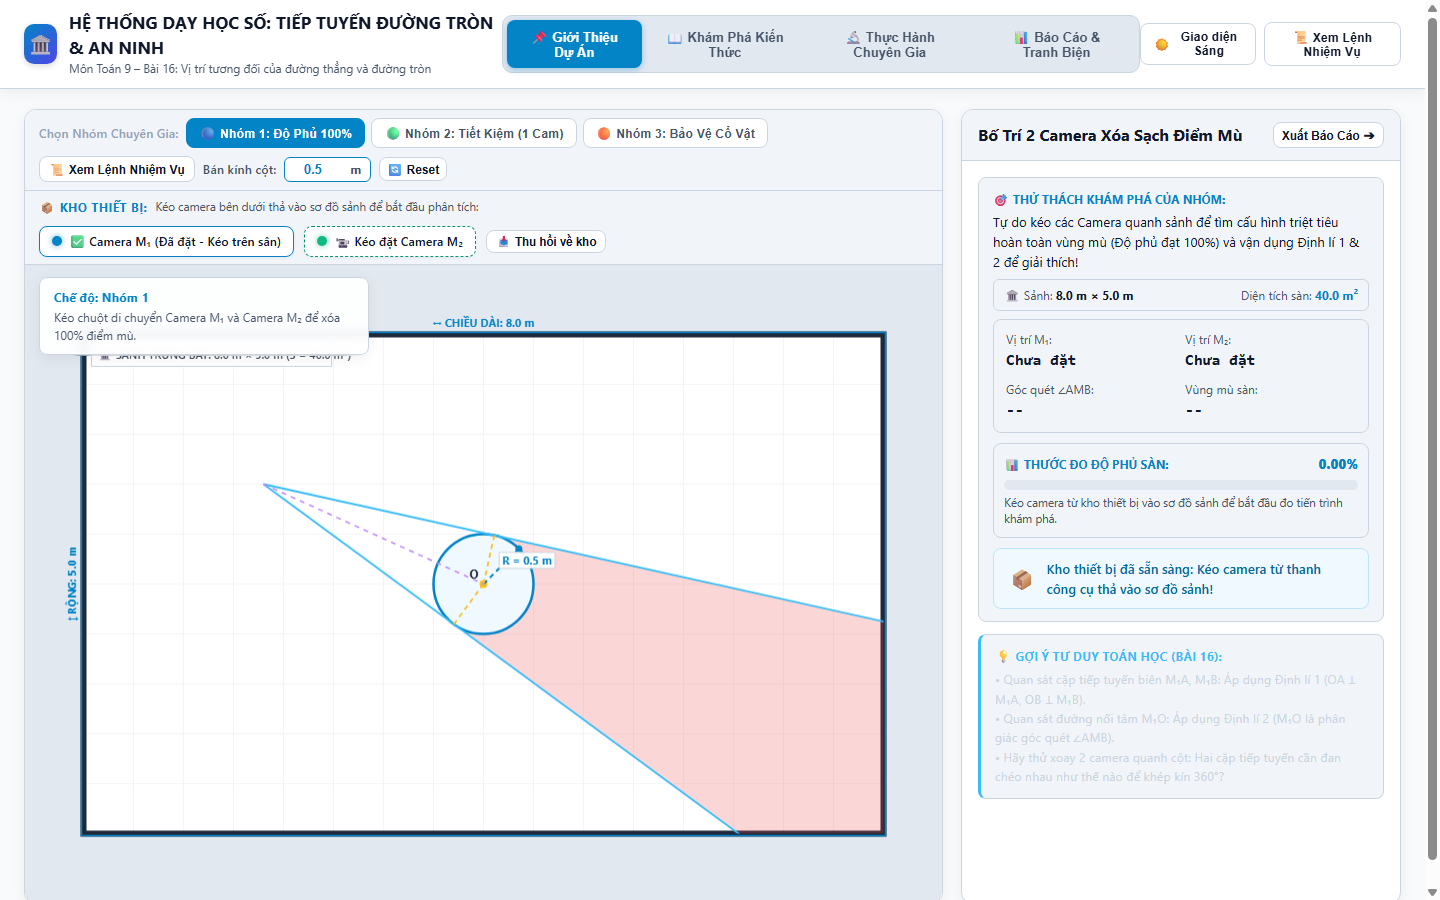 HỆ THỐNG DẠY HỌC SỐ: TIẾP TUYẾN ĐƯỜNG TRÒN
& AN NINH
Môn Toán 9 – Bài 16: Vị trí tương đối của đường thẳng và đường tròn
📌 Giới Thiệu
Dự Án
📖 Khám Phá Kiến
Thức
🔬 Thực Hành
Chuyên Gia
📊 Báo Cáo &
Tranh Biện
Giao diện
Sáng
📜 Xem Lệnh
Nhiệm Vụ
Chọn Nhóm Chuyên Gia:
🔵 Nhóm 1: Độ Phủ 100%
🟢 Nhóm 2: Tiết Kiệm (1 Cam)
🔴 Nhóm 3: Bảo Vệ Cổ Vật
📜 Xem Lệnh Nhiệm Vụ
Bán kính cột:
0.5 m
🔄 Reset
📦 KHO THIẾT BỊ: Kéo camera bên dưới thả vào sơ đồ sảnh để bắt đầu phân tích:
✅ Camera M₁ (Đã đặt - Kéo trên sân)
Kéo đặt Camera M₂
📥 Thu hồi về kho
Chế độ: Nhóm 1
Kéo chuột di chuyển Camera M₁ và Camera M₂ để xóa
100% điểm mù.
↔ CHIỀU DÀI: 8.0 m
↕ RỘNG: 5.0 m
O
R = 0.5 m
Bố Trí 2 Camera Xóa Sạch Điểm Mù
Xuất Báo Cáo ➔
🎯 THỬ THÁCH KHÁM PHÁ CỦA NHÓM:
Tự do kéo các Camera quanh sảnh để tìm cấu hình triệt tiêu
hoàn toàn vùng mù (Độ phủ đạt 100%) và vận dụng Định lí 1 &
2 để giải thích!
🏛️ Sảnh: 8.0 m × 5.0 m
Diện tích sàn: 40.0 m²
Vị trí M₁:
Chưa đặt
Vị trí M₂:
Chưa đặt
Góc quét ∠AMB:
--
Vùng mù sàn:
--
📊 THƯỚC ĐO ĐỘ PHỦ SÀN:
0.00%
Kéo camera từ kho thiết bị vào sơ đồ sảnh để bắt đầu đo tiến trình
khám phá.
📦 Kho thiết bị đã sẵn sàng: Kéo camera từ thanh
công cụ thả vào sơ đồ sảnh!
💡 GỢI Ý TƯ DUY TOÁN HỌC (BÀI 16):
• Quan sát cặp tiếp tuyến biên M₁A, M₁B: Áp dụng Định lí 1 (OA ⊥
M₁A, OB ⊥ M₁B).
• Quan sát đường nối tâm M₁O: Áp dụng Định lí 2 (M₁O là phân
giác góc quét ∠AMB).
• Hãy thử xoay 2 camera quanh cột: Hai cặp tiếp tuyến cần đan
chéo nhau như thế nào để khép kín 360°?